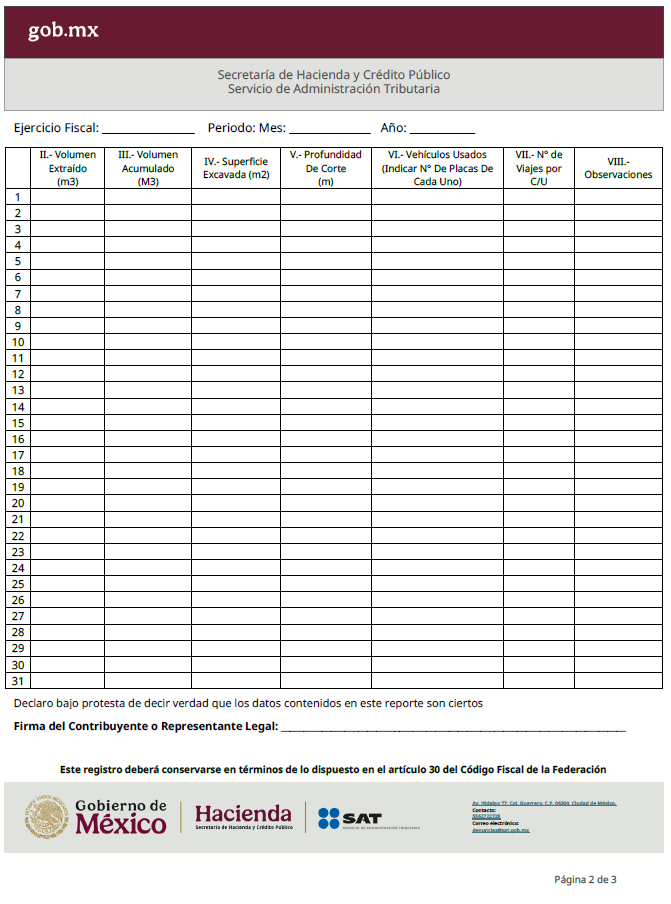 gob.mx
Secretaría de Hacienda y Crédito Público
Servicio de Administración Tributaria
Ejercicio Fiscal: ________________ Periodo: Mes: ______________ Año: ___________
II.- Volumen Extraído (m3) III.- Volumen Acumulado (M3) IV.- Superficie Excavada (m2) V.- Profundidad De Corte (m) VI.- Vehículos Usados (Indicar N° De Placas De Cada Uno) VII.- N° de Viajes por C/U VIII.- Observaciones
1
2
3
4
5
6
7
8
9
10
11
12
13
14
15
16
17
18
19
20
21
22
23
24
25
26
27
28
29
30
31
Declaro bajo protesta de decir verdad que los datos contenidos en este reporte son ciertos
Firma del Contribuyente o Representante Legal: ____________________________________________
Este registro deberá conservarse en términos de lo dispuesto en el artículo 30 del Código Fiscal de la Federación
Gobierno de México
Hacienda
Secretaría de Hacienda y Crédito Público
SAT
SERVICIO DE ADMINISTRACIÓN TRIBUTARIA
Av. Hidalgo 77, Col. Guerrero, C.P. 06300, Ciudad de México.
Contacto:
Correo electrónico:
denuncias@sat.gob.mx
Página 2 de 3